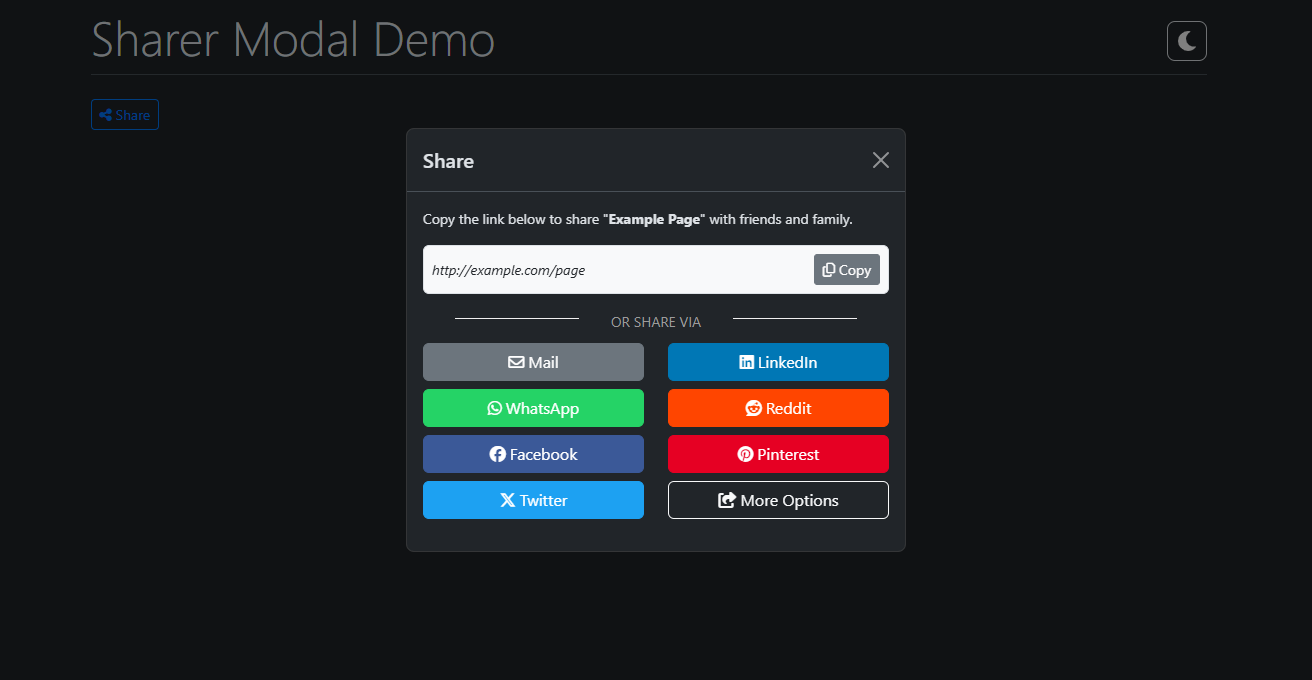 Sharer Modal Demo
Share
Share
Copy the link below to share "Example Page" with friends and family.
http://example.com/page
Copy
OR SHARE VIA
Mail
LinkedIn
WhatsApp
Reddit
Facebook
Pinterest
Twitter
More Options